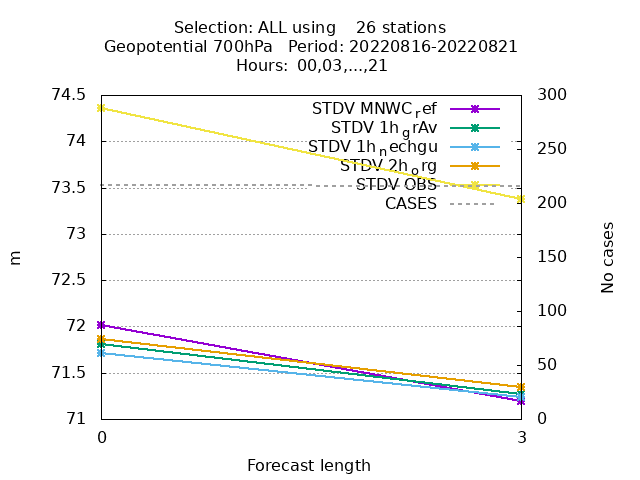 Selection: ALL using    26 stations
Geopotential 700hPa   Period: 20220816-20220821
Hours: 00,03,...,21
74.5
74
73.5
73
72.5
72
71.5
71
300
250
200
150
100
50
0
STDV MNWC_ref
STDV 1h_grAv
STDV 1h_nechgu
STDV 2h_org
STDV OBS
CASES
m
No cases
0
3
Forecast length